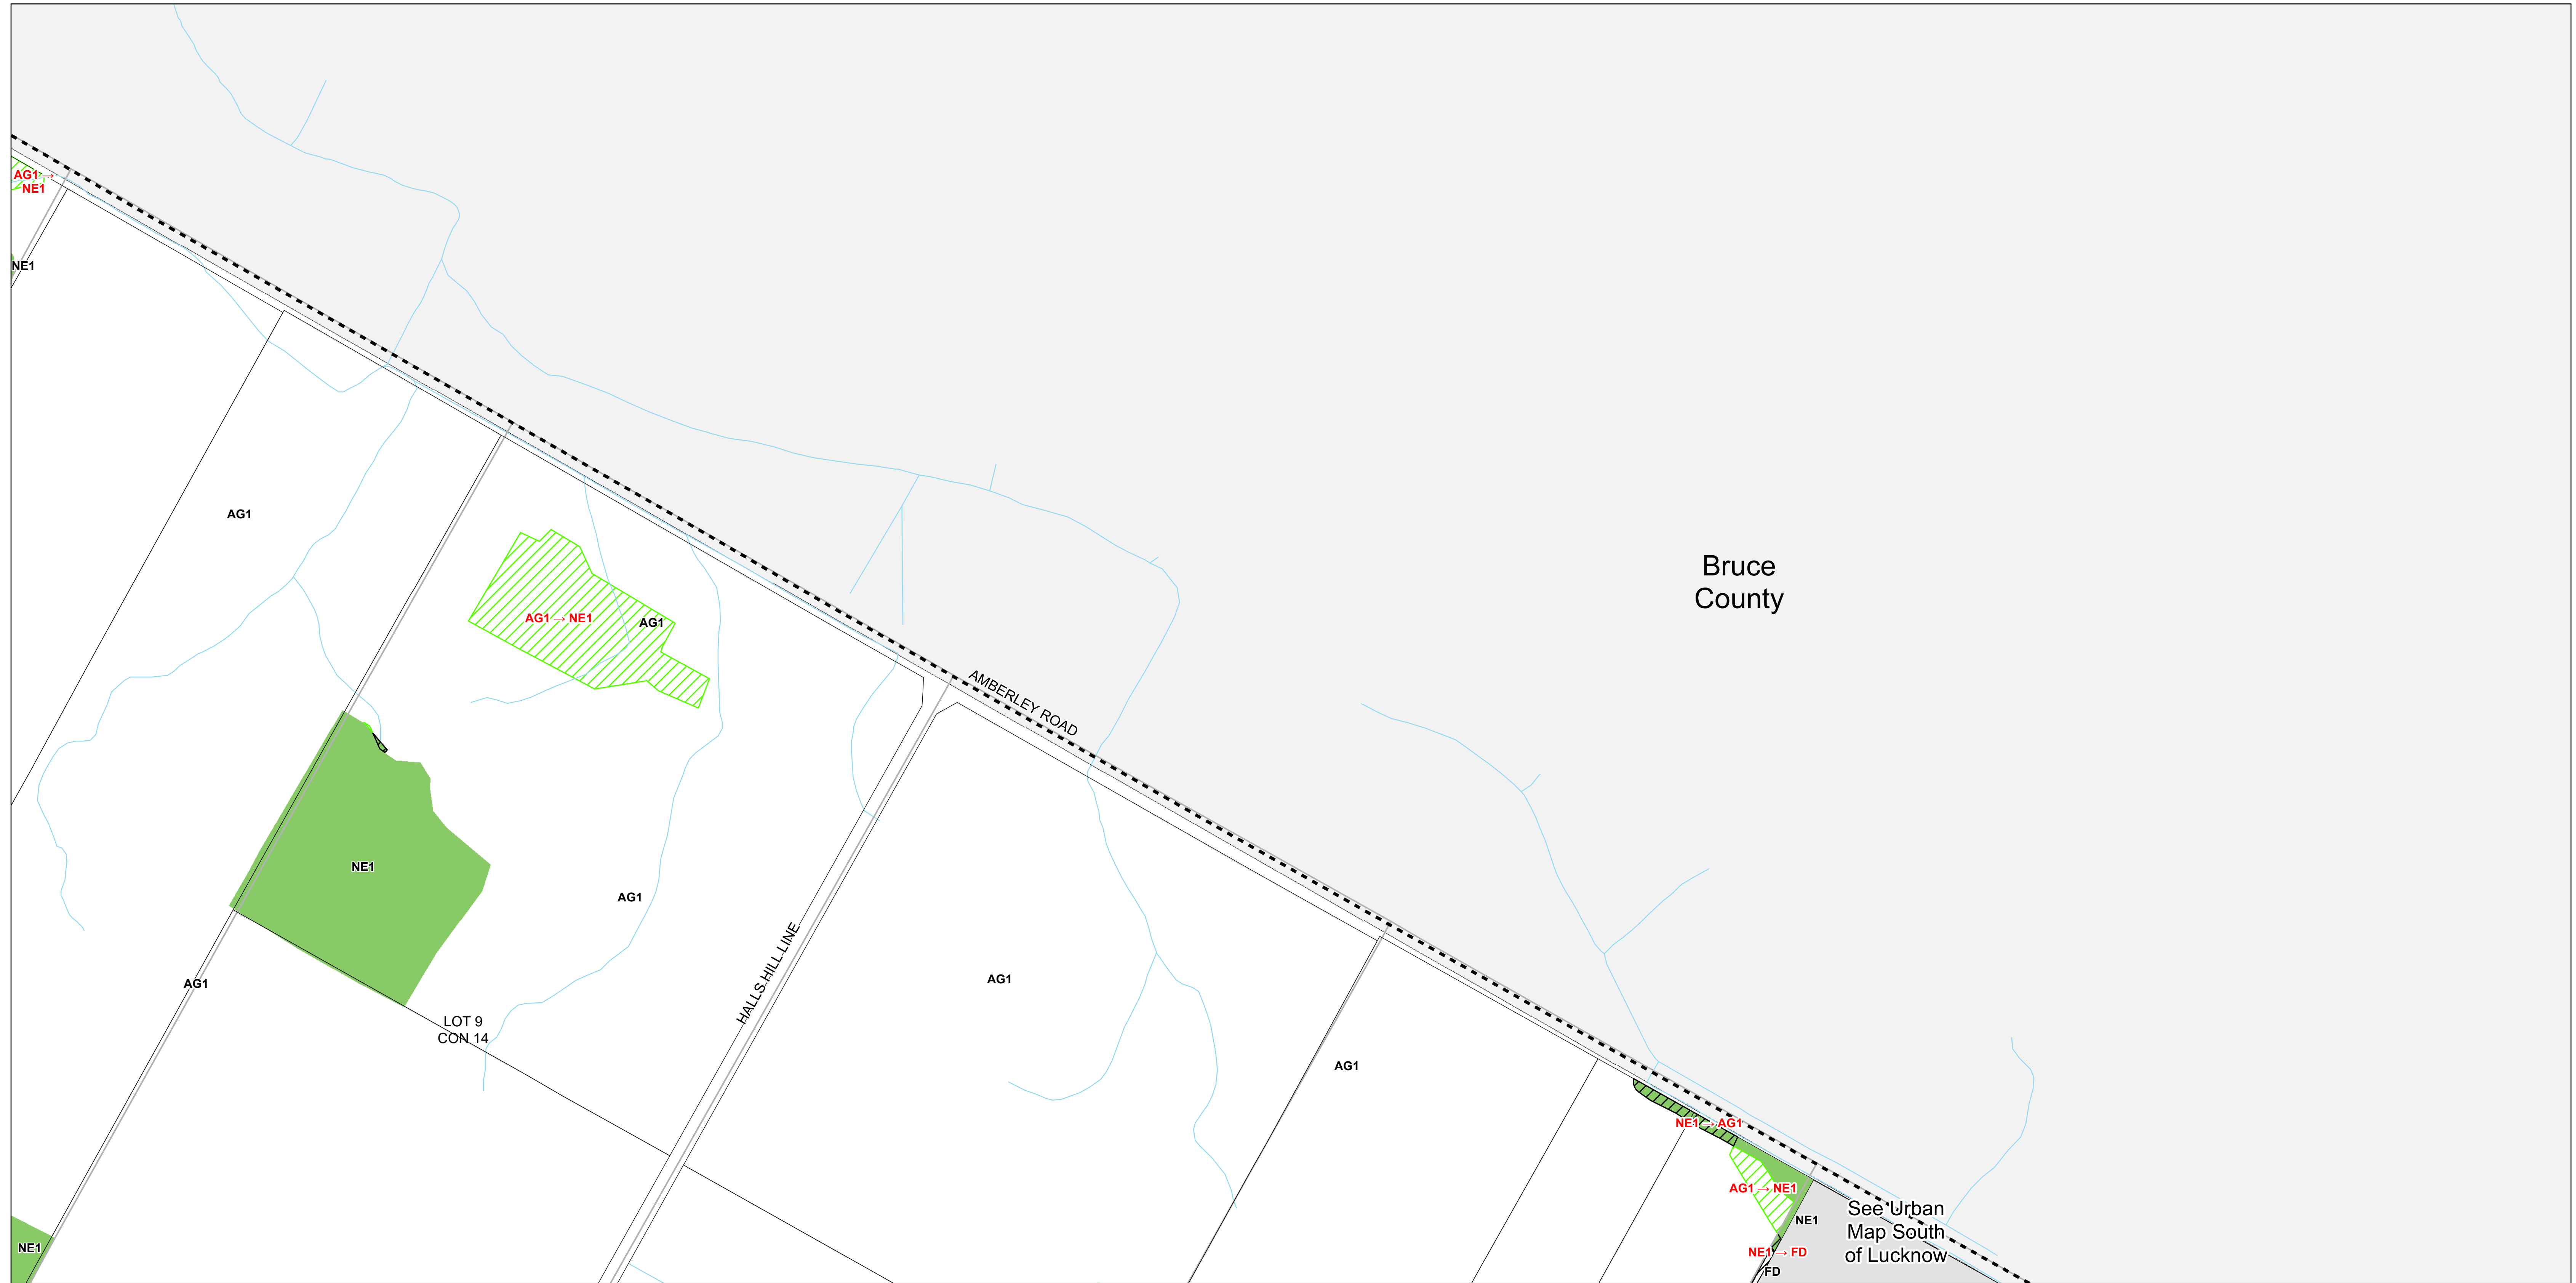 AG1→
NE1
NE1
AG1
Bruce
County
AG1→NE1
AG1
AMBERLEY ROAD
NE1
AG1
HALLS HILL LINE
AG1
AG1
LOT 9
CON 14
AG1
NE1→AG1
AG1→NE1
See Urban
Map South
of Lucknow
NE1
NE1
NE1→FD
FD